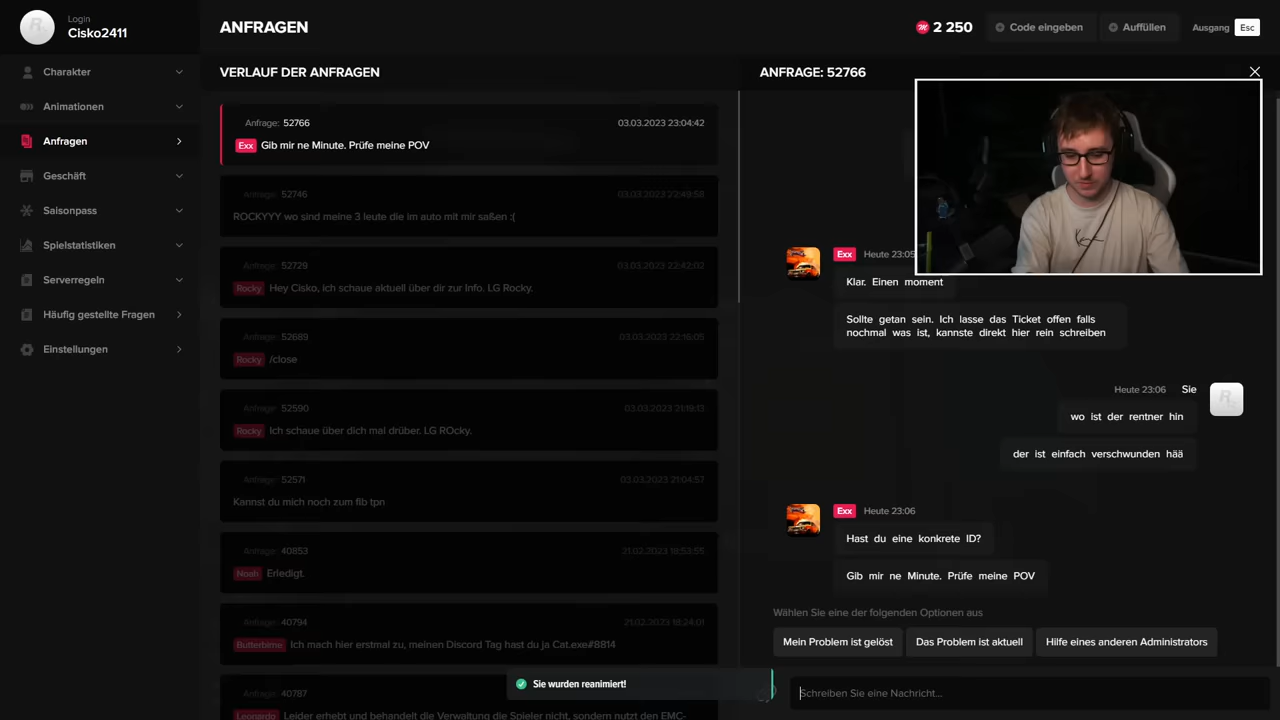 Login
Cisko2411
Charakter
Animationen
Anfragen
Geschäft
Saisonpass
Spielstatistiken
Serverregeln
Häufig gestellte Fragen
Einstellungen
ANFRAGEN
2 250
Code eingeben
Auffüllen
Ausgang
Esc
VERLAUF DER ANFRAGEN
Anfrage: 52766
03.03.2023 23:04:42
Exx Gib mir ne Minute. Prüfe meine POV
Anfrage: 52746
03.03.2023 22:49:58
ROCKYYY wo sind meine 3 leute die im auto mit mir saßen :(
Anfrage: 52729
03.03.2023 22:42:02
Rocky Hey Cisko, ich schaue aktuell über dir zur Info. LG Rocky.
Anfrage: 52689
03.03.2023 22:16:05
Rocky /close
Anfrage: 52590
03.03.2023 21:16:13
Rocky Ich schaue über dich mal drüber. LG ROcky.
Anfrage: 52571
03.03.2023 21:04:57
Kannst du mich noch zum fib tpn
Anfrage: 40853
21.02.2023 18:53:55
Noah Erledigt.
Anfrage: 40794
21.02.2023 18:24:01
Butterbirne Ich mach hier erstmal zu, meinen Discord Tag hast du ja Cat.exe#8814
Anfrage: 40787
Leonardo Leider erhebt und behandelt die Verwaltung die Spieler nicht, sondern nutzt den EMC-
Sie wurden reanimiert!
ANFRAGE: 52766
Exx Heute 23:05
Klar. Einen moment
Sollte getan sein. Ich lasse das Ticket offen falls
nochmal was ist, kannste direkt hier rein schreiben
Heute 23:06 Sie
wo ist der rentner hin
der ist einfach verschwunden hää
Exx Heute 23:06
Hast du eine konkrete ID?
Gib mir ne Minute. Prüfe meine POV
Wählen Sie eine der folgenden Optionen aus
Mein Problem ist gelöst
Das Problem ist aktuell
Hilfe eines anderen Administrators
Schreiben Sie eine Nachricht...